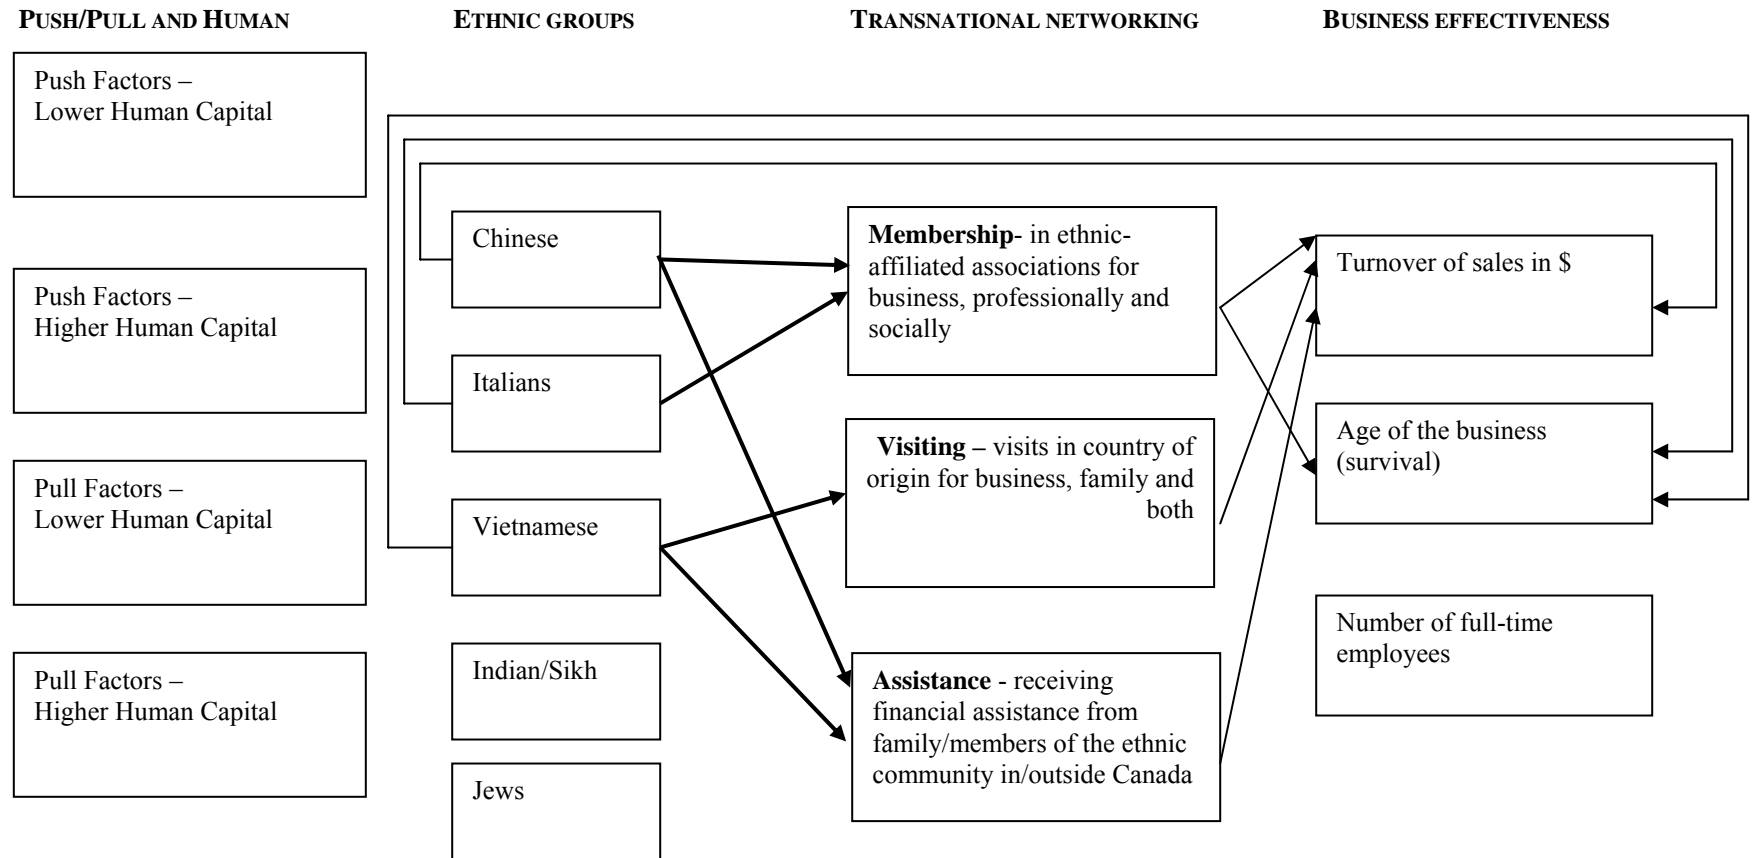 PUSH/PULL AND HUMAN
ETHNIC GROUPS
TRANSNATIONAL NETWORKING
BUSINESS EFFECTIVENESS
Push Factors –
Lower Human Capital
Push Factors –
Higher Human Capital
Pull Factors –
Lower Human Capital
Pull Factors –
Higher Human Capital
Chinese
Italians
Vietnamese
Indian/Sikh
Jews
Membership- in ethnic-
affiliated associations for
business, professionally and
socially
Visiting – visits in country of
origin for business, family and
both
Assistance - receiving
financial assistance from
family/members of the ethnic
community in/outside Canada
Turnover of sales in $
Age of the business
(survival)
Number of full-time
employees